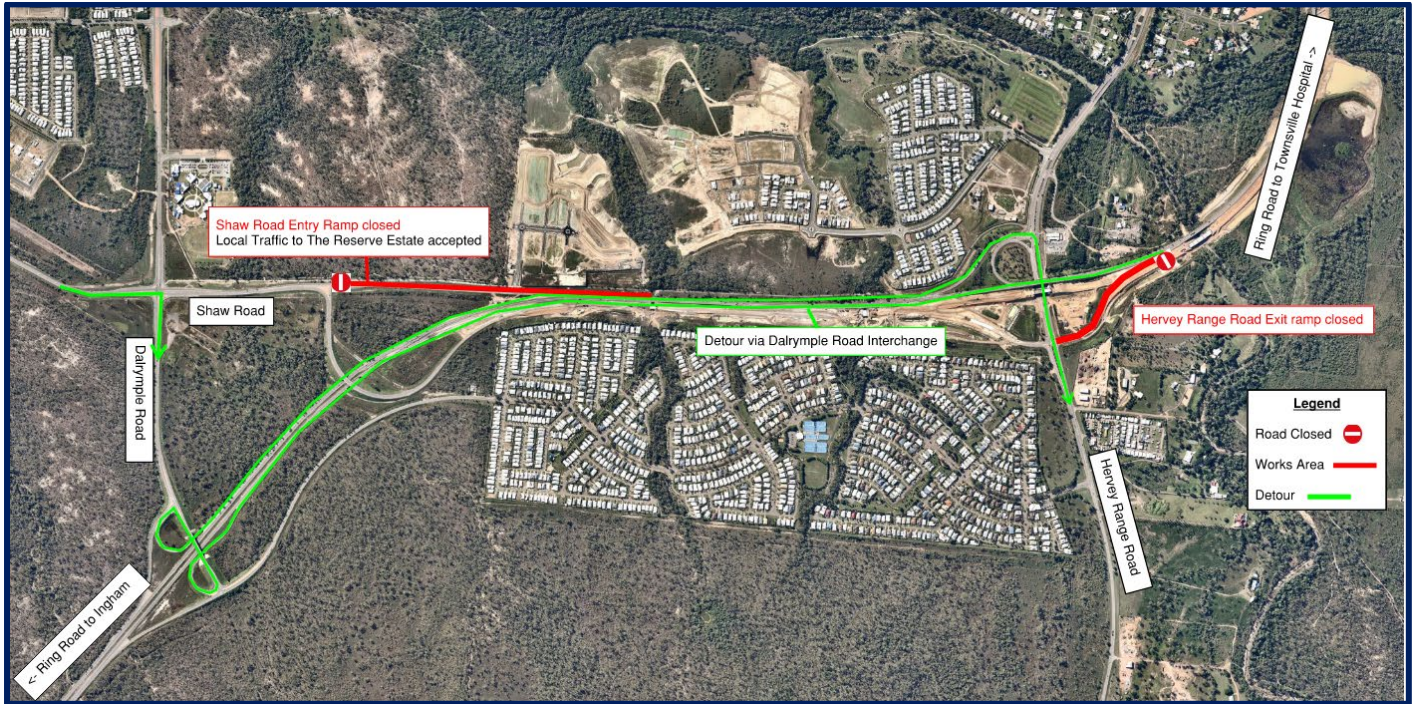 Ring Road to Townsville Hospital ->
Shaw Road Entry Ramp closed
Local Traffic to The Reserve Estate accepted
Shaw Road
Hervey Range Road Exit ramp closed
Detour via Dalrymple Road Interchange
Dalrymple Road
Hervey Range Road
<- Ring Road to Ingham
Legend
Road Closed
Works Area
Detour